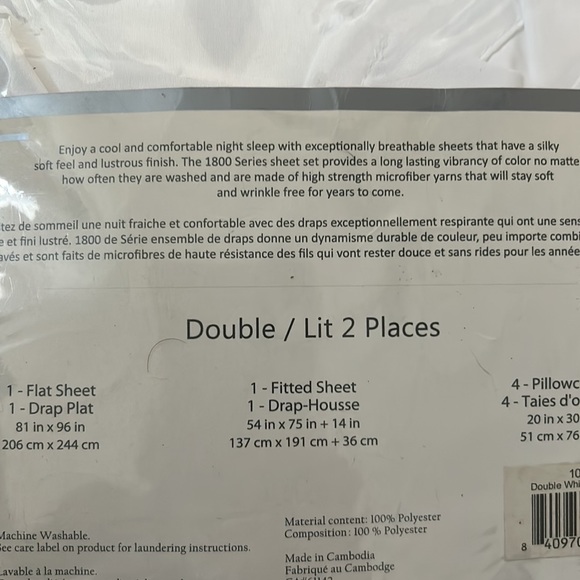 Enjoy a cool and comfortable night sleep with exceptionally breathable sheets that have a silky
soft feel and lustrous finish. The 1800 Series sheet set provides a long lasting vibrancy of color no matte
how often they are washed and are made of high strength microfiber yarns that will stay soft
and wrinkle free for years to come.
tez de sommeil une nuit fraiche et confortable avec des draps exceptionnellement respirante qui ont une sens
e et fini lustré. 1800 de Série ensemble de draps donne un dynamisme durable de couleur, peu importe combi
avés et sont faits de microfibres de haute résistance des fils qui vont rester douce et sans rides pour les année
Double / Lit 2 Places
1 - Flat Sheet
1 - Drap Plat
81 in x 96 in
206 cm x 244 cm
1 - Fitted Sheet
1 - Drap-Housse
54 in x 75 in + 14 in
137 cm x 191 cm + 36 cm
4 - Pillowc
4 - Taies d'o
20 in x 30
51 cm x 76
10
Double Whi
8 40970
Machine Washable.
See care label on product for laundering instructions.
Lavable à la machine.
Material content: 100% Polyester
Composition: 100 % Polyester
Made in Cambodia
Fabriqué au Cambodge